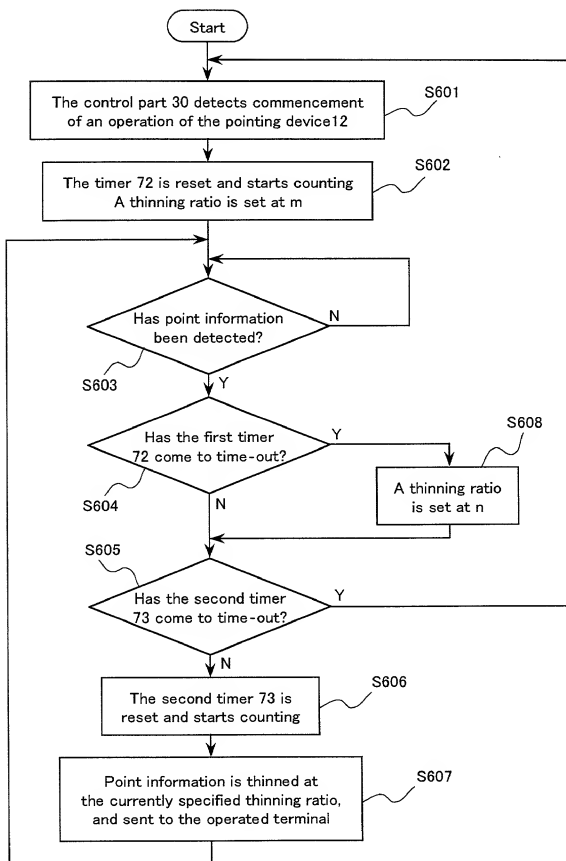 Start
The control part 30 detects commencement
of an operation of the pointing device12
S601
The timer 72 is reset and starts counting
A thinning ratio is set at m
S602
Has point information
been detected?
N
S603
Y
Has the first timer
72 come to time-out?
Y
S608
S604
N
A thinning ratio
is set at n
S605
Has the second timer
73 come to time-out?
Y
N
The second timer 73 is
reset and starts counting
S606
Point information is thinned at
the currently specified thinning ratio,
and sent to the operated terminal
S607